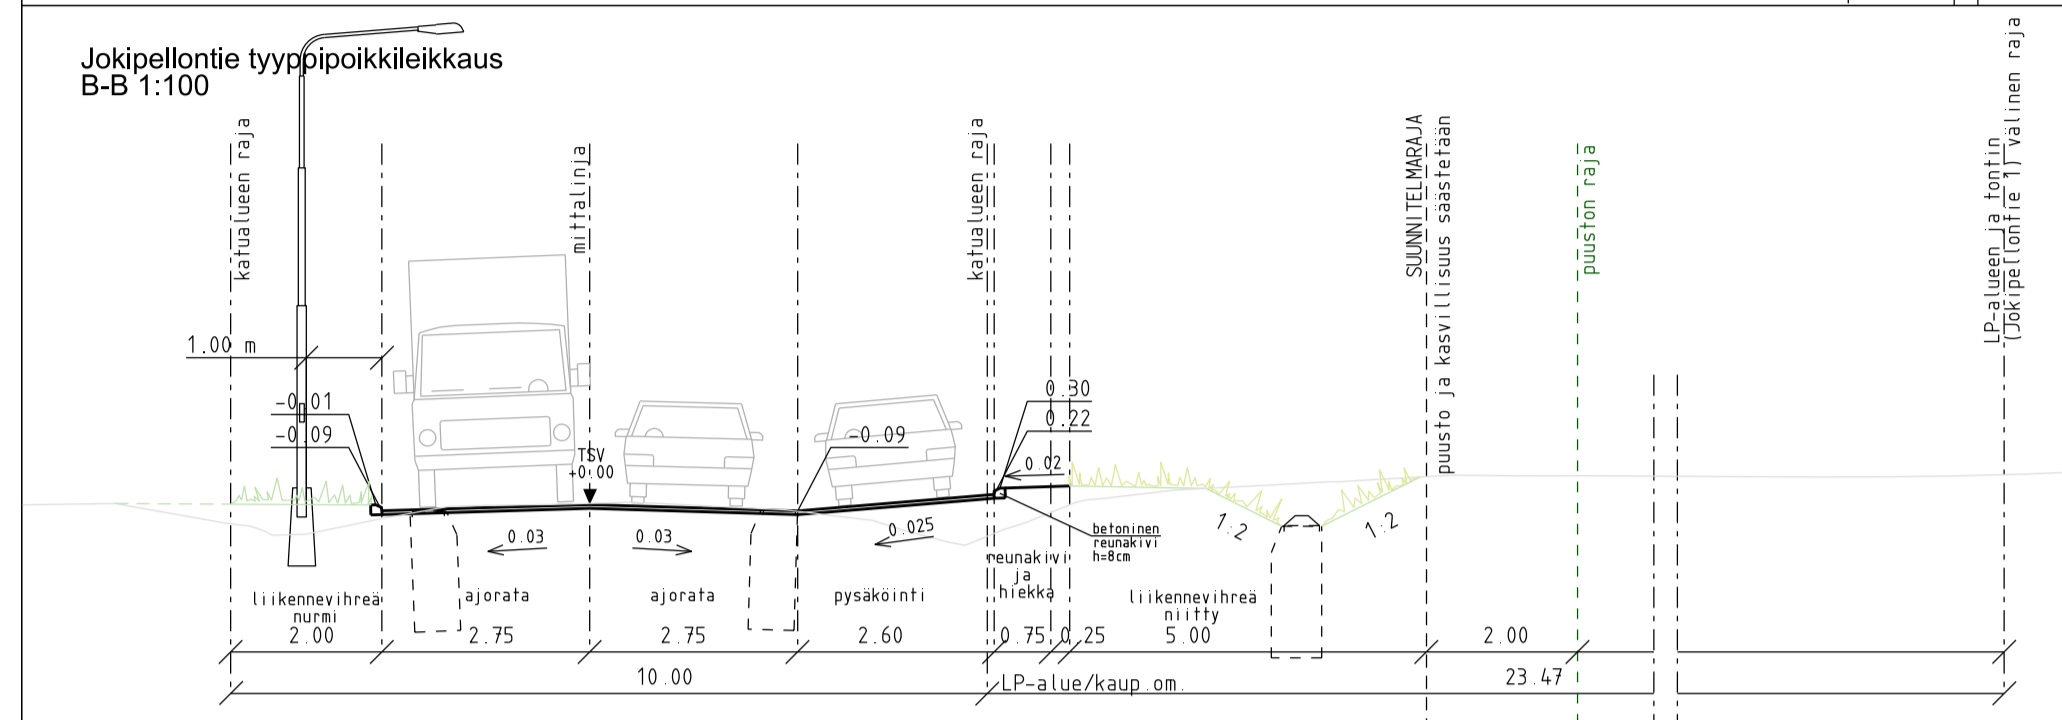 Jokipellontie tyyppipoikkileikkaus
B-B 1:100
katualueen raja
mittalinja
katualueen raja
SUUNNITELMARAJA
puusto ja kasvillisuus säästetään
puuston raja
LP-alueen ja tontin
(Jokipellontie 1) välinen raja
1.00 m
-0.01
-0.09
TSV
+0.00
-0.09
0.30
0.22
0.02
0.03
0.03
0.025
betoninen
reunakivi
h=8cm
1:2
1:2
liikennevihreä
nurmi
2.00
ajorata
2.75
ajorata
2.75
pysäköinti
2.60
reunakivi
ja
hiekka
0.75
0.25
liikennevihreä
niitty
5.00
2.00
10.00
LP-alue/kaup.om.
23.47